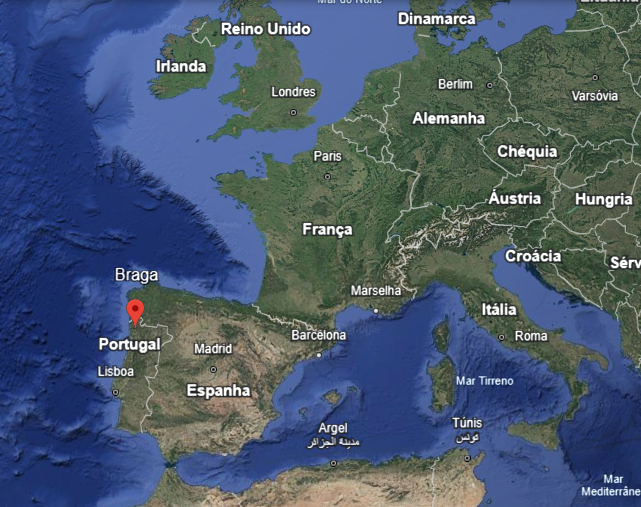 Mar do Norte
Dinamarca
Reino Unido
Irlanda
Londres
Berlim
Varsóvia
Alemanha
Paris
Chéquia
Áustria
Hungria
França
Croácia
Sérv
Braga
Marselha
Itália
Portugal
Barcelona
Roma
Madrid
Lisboa
Espanha
Mar Tirreno
Argel
مدينة الجزائر
Túnis
تونس
Mar
Mediterrâne